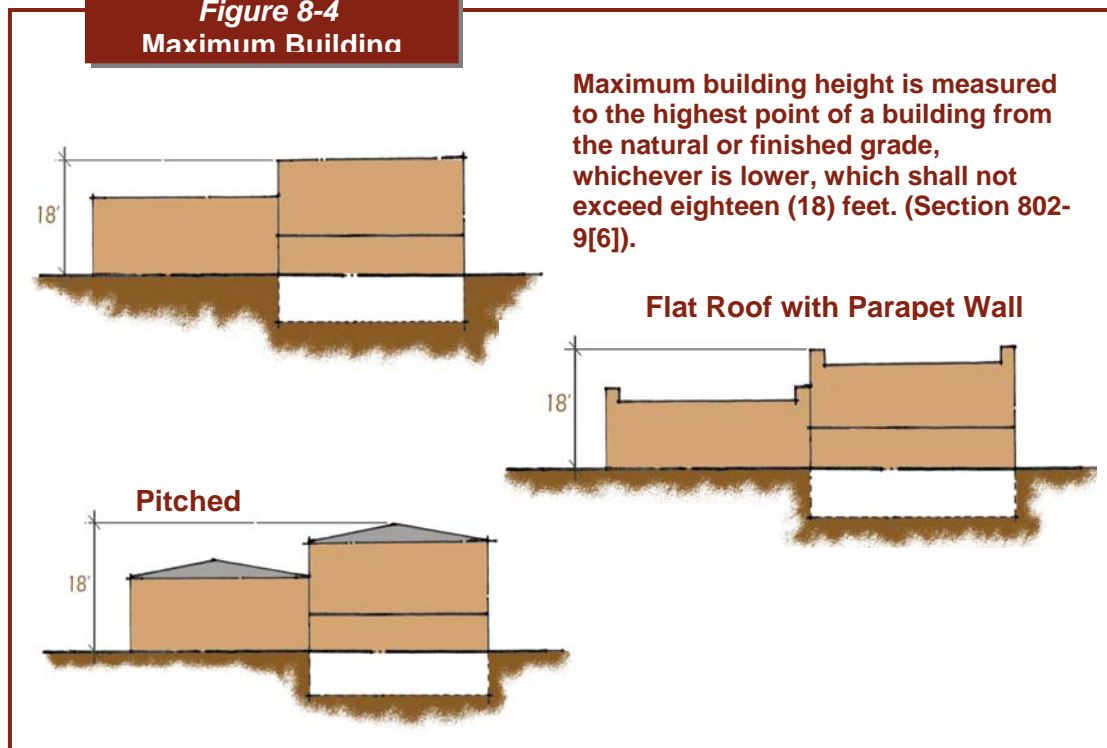 Figure 8-4
Maximum Building
Maximum building height is measured
to the highest point of a building from
the natural or finished grade,
whichever is lower, which shall not
exceed eighteen (18) feet. (Section 802-
9[6]).
18'
Flat Roof with Parapet Wall
18'
Pitched
18'